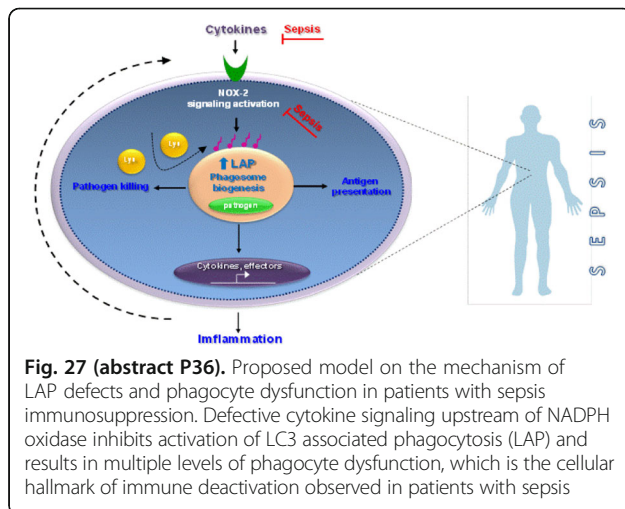 Cytokines
Sepsis
NOX-2
signaling activation
Sepsis
Lys
Lys
LAP
Phagosome
biogenesis
Pathogen killing
Antigen
presentation
pathogen
Cytokines, effectors
Imflammation
SEPSIS
Fig. 27 (abstract P36). Proposed model on the mechanism of
LAP defects and phagocyte dysfunction in patients with sepsis
immunosuppression. Defective cytokine signaling upstream of NADPH
oxidase inhibits activation of LC3 associated phagocytosis (LAP) and
results in multiple levels of phagocyte dysfunction, which is the cellular
hallmark of immune deactivation observed in patients with sepsis